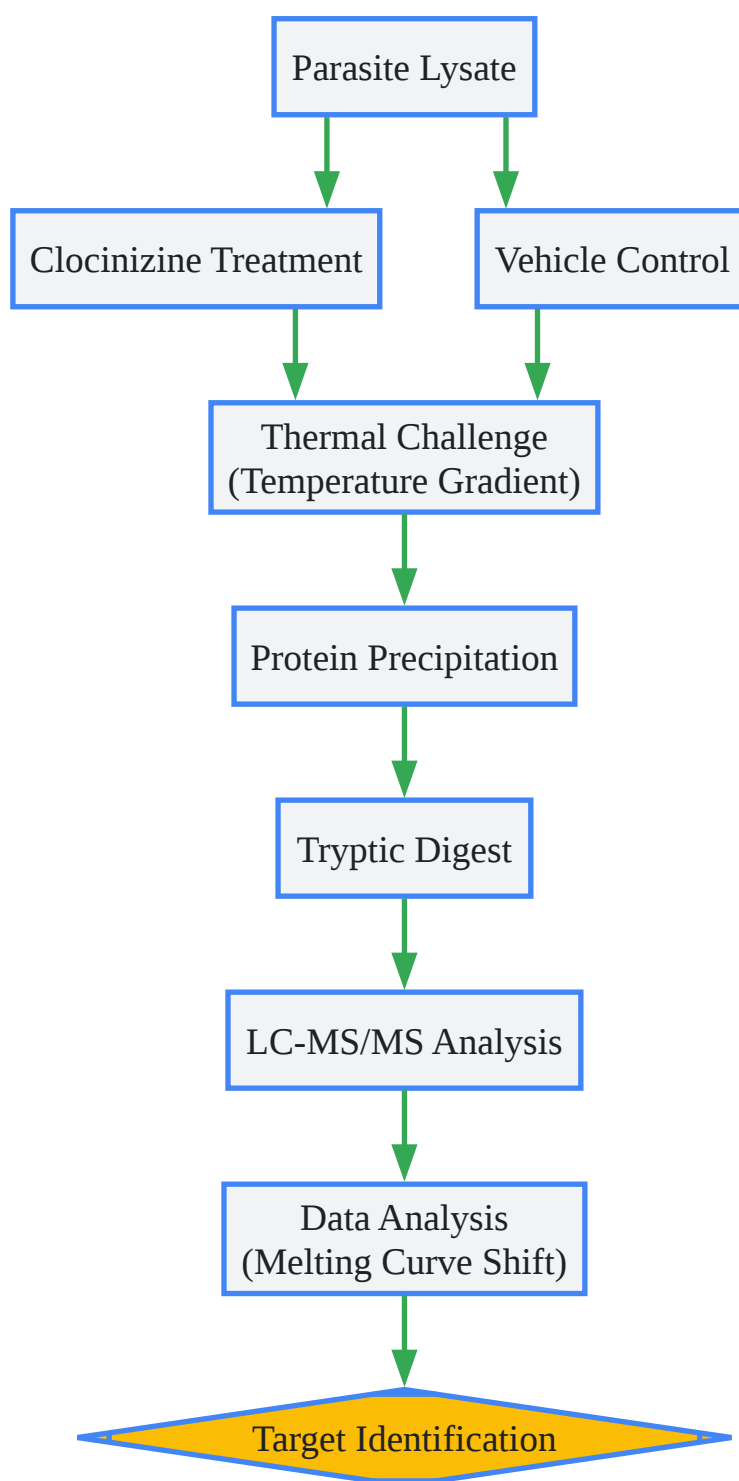 Parasite Lysate
Clocinizine Treatment
Vehicle Control
Thermal Challenge
(Temperature Gradient)
Protein Precipitation
Tryptic Digest
LC-MS/MS Analysis
Data Analysis
(Melting Curve Shift)
Target Identification